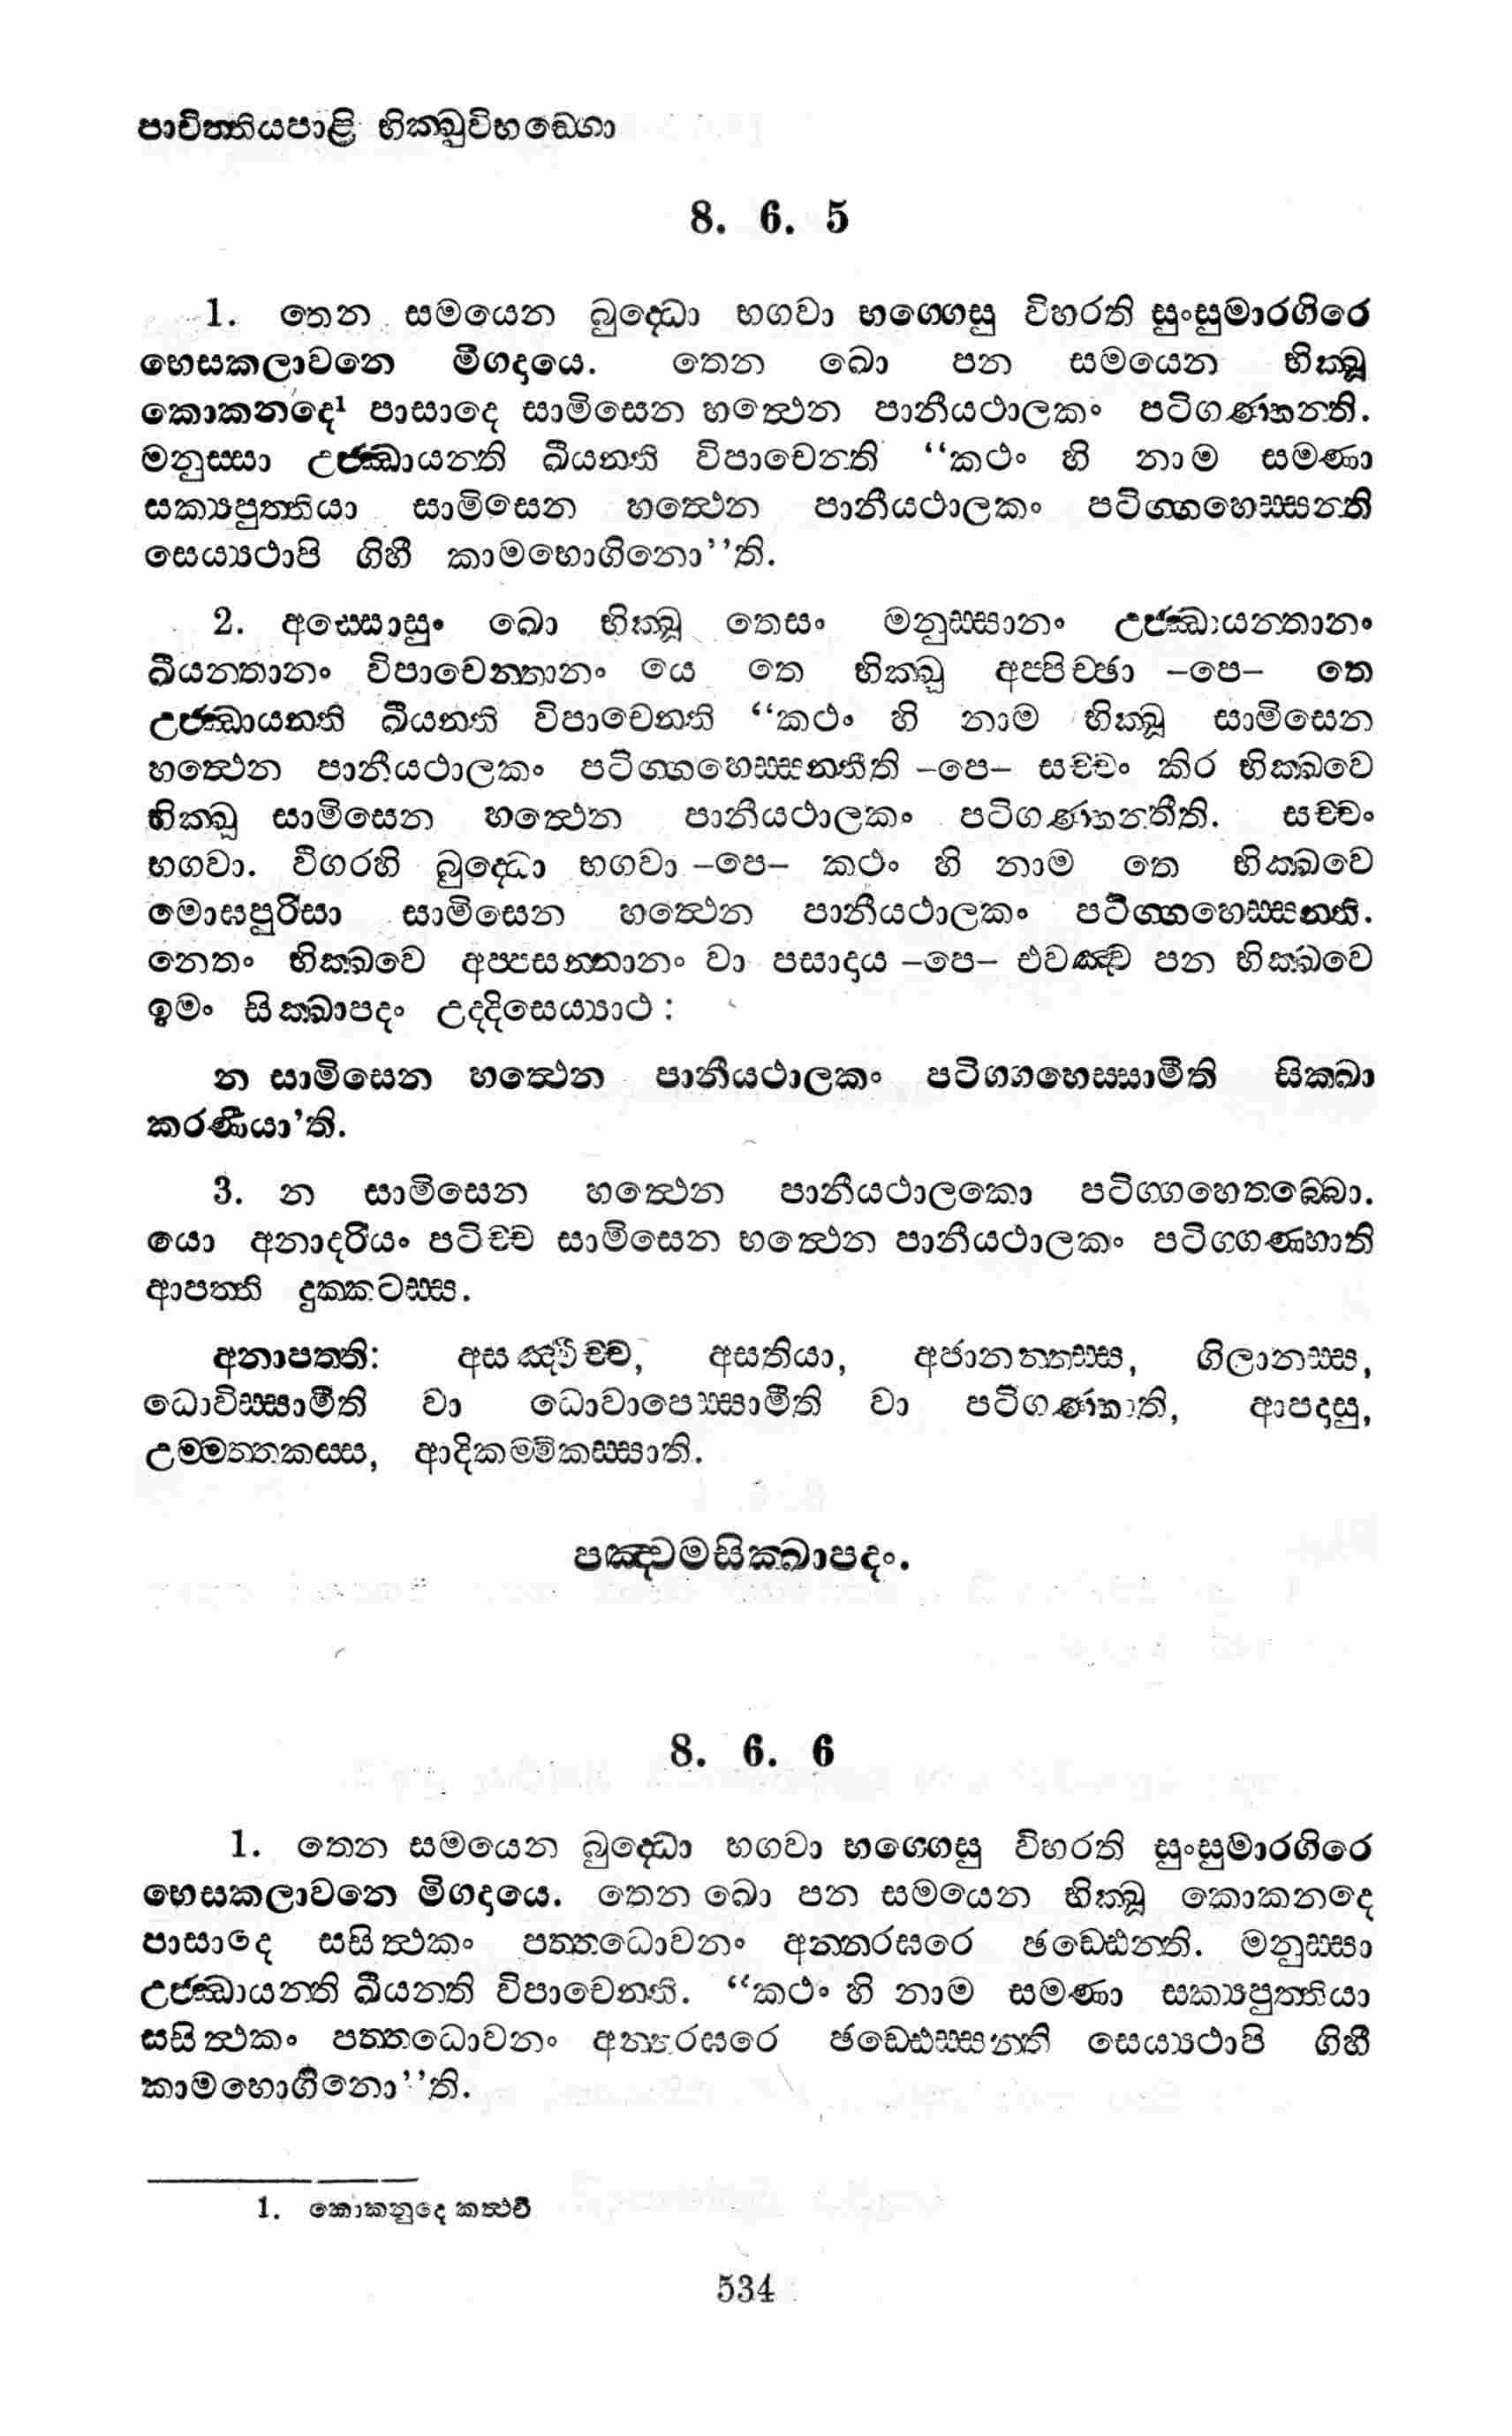 පාචිත්තියපාළි භික්ඛුවිභඞ්ගො
8. 6. 5
1. තෙන සමයෙන බුද්ධො භගවා භග්ගෙසු විහරති සුංසුමාරගිරෙ
භෙසකලාවනෙ මීගදායෙ. තෙන ඛො පන සමයෙන භික්ඛූ
කොකනදෙ¹ පාසාදෙ සාමිසෙන හත්ථෙන පානීයථාලකං පටිගණ්හන්ති.
මනුස්සා උජ්ඣායන්ති ඛීයන්ති විපාචෙන්ති “කථං හි නාම සමණා
සක්‍යපුත්තියා සාමිසෙන හත්ථෙන පානීයථාලකං පටිග්ගහෙස්සන්ති
සෙය්‍යථාපි ගිහී කාමභොගිනො’’ති.
2. අස්සොසුං ඛො භික්ඛූ තෙසං මනුස්සානං උජ්ඣායන්තානං
ඛීයන්තානං විපාචෙන්තානං යෙ තෙ භික්ඛූ අප්පිච්ඡා –පෙ– තෙ
උජ්ඣායන්ති ඛීයන්ති විපාචෙන්ති “කථං හි නාම භික්ඛූ සාමිසෙන
හත්ථෙන පානීයථාලකං පටිග්ගහෙස්සන්තීති –පෙ– සච්චං කිර භික්ඛවෙ
භික්ඛූ සාමිසෙන හත්ථෙන පානීයථාලකං පටිගණ්හන්තීති. සච්චං
භගවා. විගරහි බුද්ධො භගවා –පෙ– කථං හි නාම තෙ භික්ඛවෙ
මොඝපුරිසා සාමිසෙන හත්ථෙන පානීයථාලකං පටිග්ගහෙස්සන්ති.
නෙතං භික්ඛවෙ අප්පසන්නානං වා පසාදාය –පෙ– එවඤ්ච පන භික්ඛවෙ
ඉමං සික්ඛාපදං උද්දිසෙය්‍යාථ :
න සාමිසෙන හත්ථෙන පානීයථාලකං පටිග්ගහෙස්සාමීති සික්ඛා
කරණීයා’ති.
3. න සාමිසෙන හත්ථෙන පානීයථාලකො පටිග්ගහෙතබ්බො.
යො අනාදරියං පටිච්ච සාමිසෙන හත්ථෙන පානීයථාලකං පටිග්ගණ්හාති
ආපත්ති දුක්කටස්ස.
අනාපත්ති: අසඤ්චිච්ච, අසතියා, අජානන්තස්ස, ගිලානස්ස,
ධොවිස්සාමීති වා ධොවාපෙස්සාමීති වා පටිගණ්හාති, ආපදාසු,
උම්මත්තකස්ස, ආදිකම්මිකස්සාති.
පඤ්චමසික්ඛාපදං.
8. 6. 6
1. තෙන සමයෙන බුද්ධො භගවා භග්ගෙසු විහරති සුංසුමාරගිරෙ
භෙසකලාවනෙ මිගදායෙ. තෙන ඛො පන සමයෙන භික්ඛූ කොකනදෙ
පාසාදෙ සසිත්ථකං පත්තධොවනං අන්තරඝරෙ ඡඩ්ඩෙන්ති. මනුස්සා
උජ්ඣායන්ති ඛීයන්ති විපාචෙන්ති. “කථං හි නාම සමණා සක්‍යපුත්තියා
සසිත්ථකං පත්තධොවනං අන්තරඝරෙ ඡඩ්ඩෙස්සන්ති සෙය්‍යථාපි ගිහී
කාමභොගිනො’’ති.
1. කොකනුදෙ කත්ථචි
534